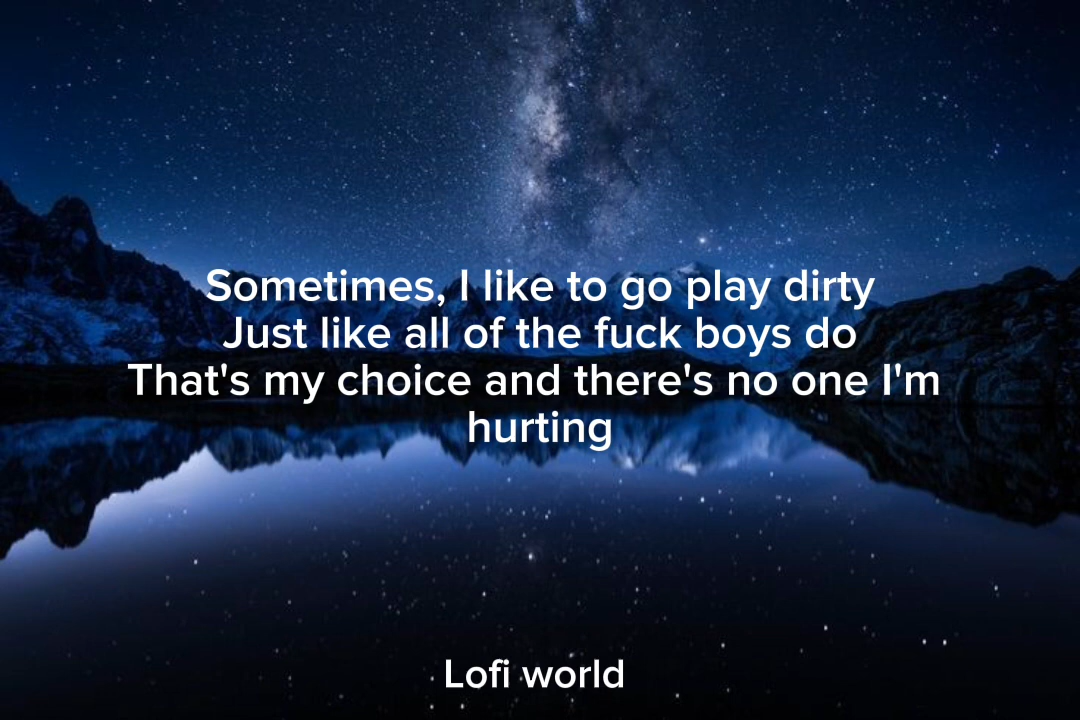 Sometimes, I like to go play dirty
Just like all of the fuck boys do
That's my choice and there's no one I'm
hurting
Lofi world